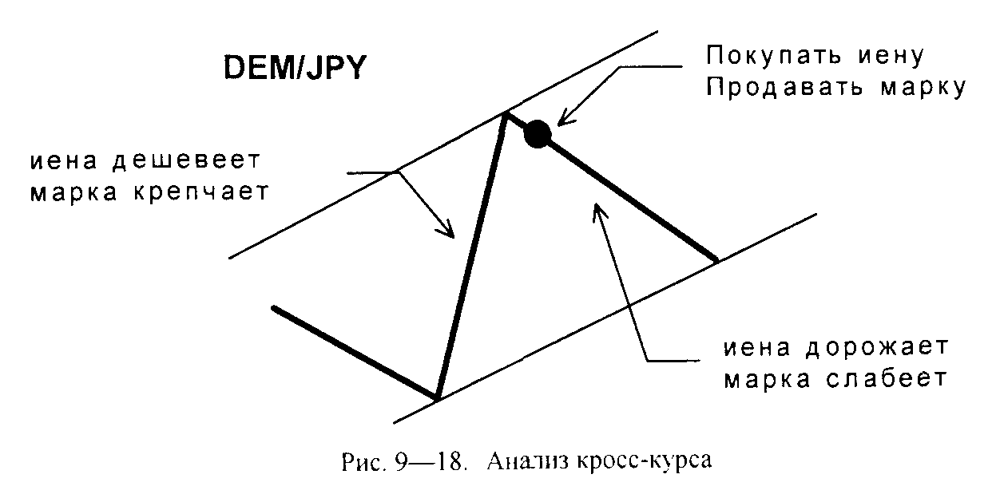 DEM/JPY
Покупать иену
Продавать марку
иена дешевеет
марка крепчает
иена дорожает
марка слабеет
Рис. 9—18. Анализ кросс-курса